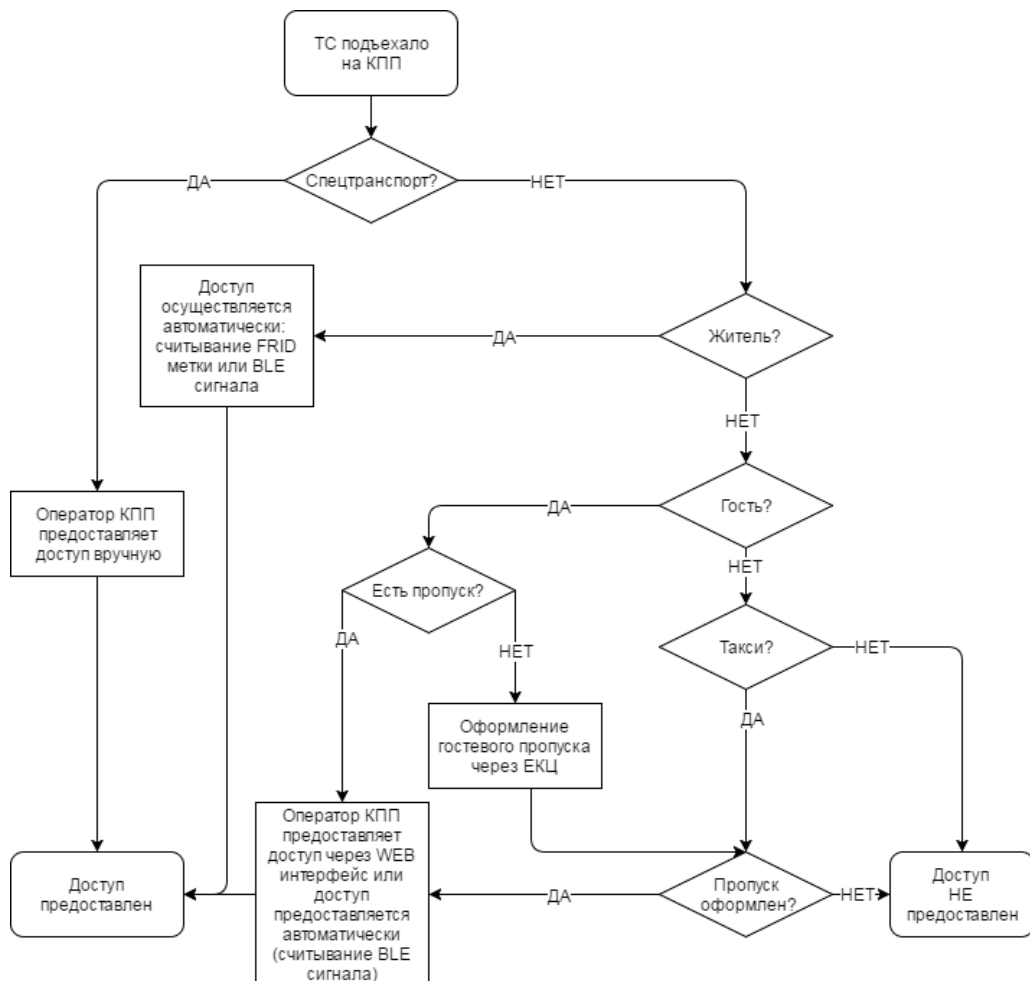 ТС подъехало
на КПП
Спецтранспорт?
ДА
НЕТ
Доступ
осуществляется
автоматически:
считывание FRID
метки или BLE
сигнала
ДА
Житель?
НЕТ
Оператор КПП
предоставляет
доступ вручную
ДА
Гость?
НЕТ
Есть пропуск?
ДА
НЕТ
Такси?
НЕТ
ДА
Оформление
гостевого пропуска
через ЕКЦ
Оператор КПП
предоставляет
доступ через WEB
интерфейс или
доступ
предоставляется
автоматически
(считывание BLE
сигнала)
Доступ
предоставлен
ДА
Пропуск
оформлен?
НЕТ
Доступ
НЕ
предоставлен